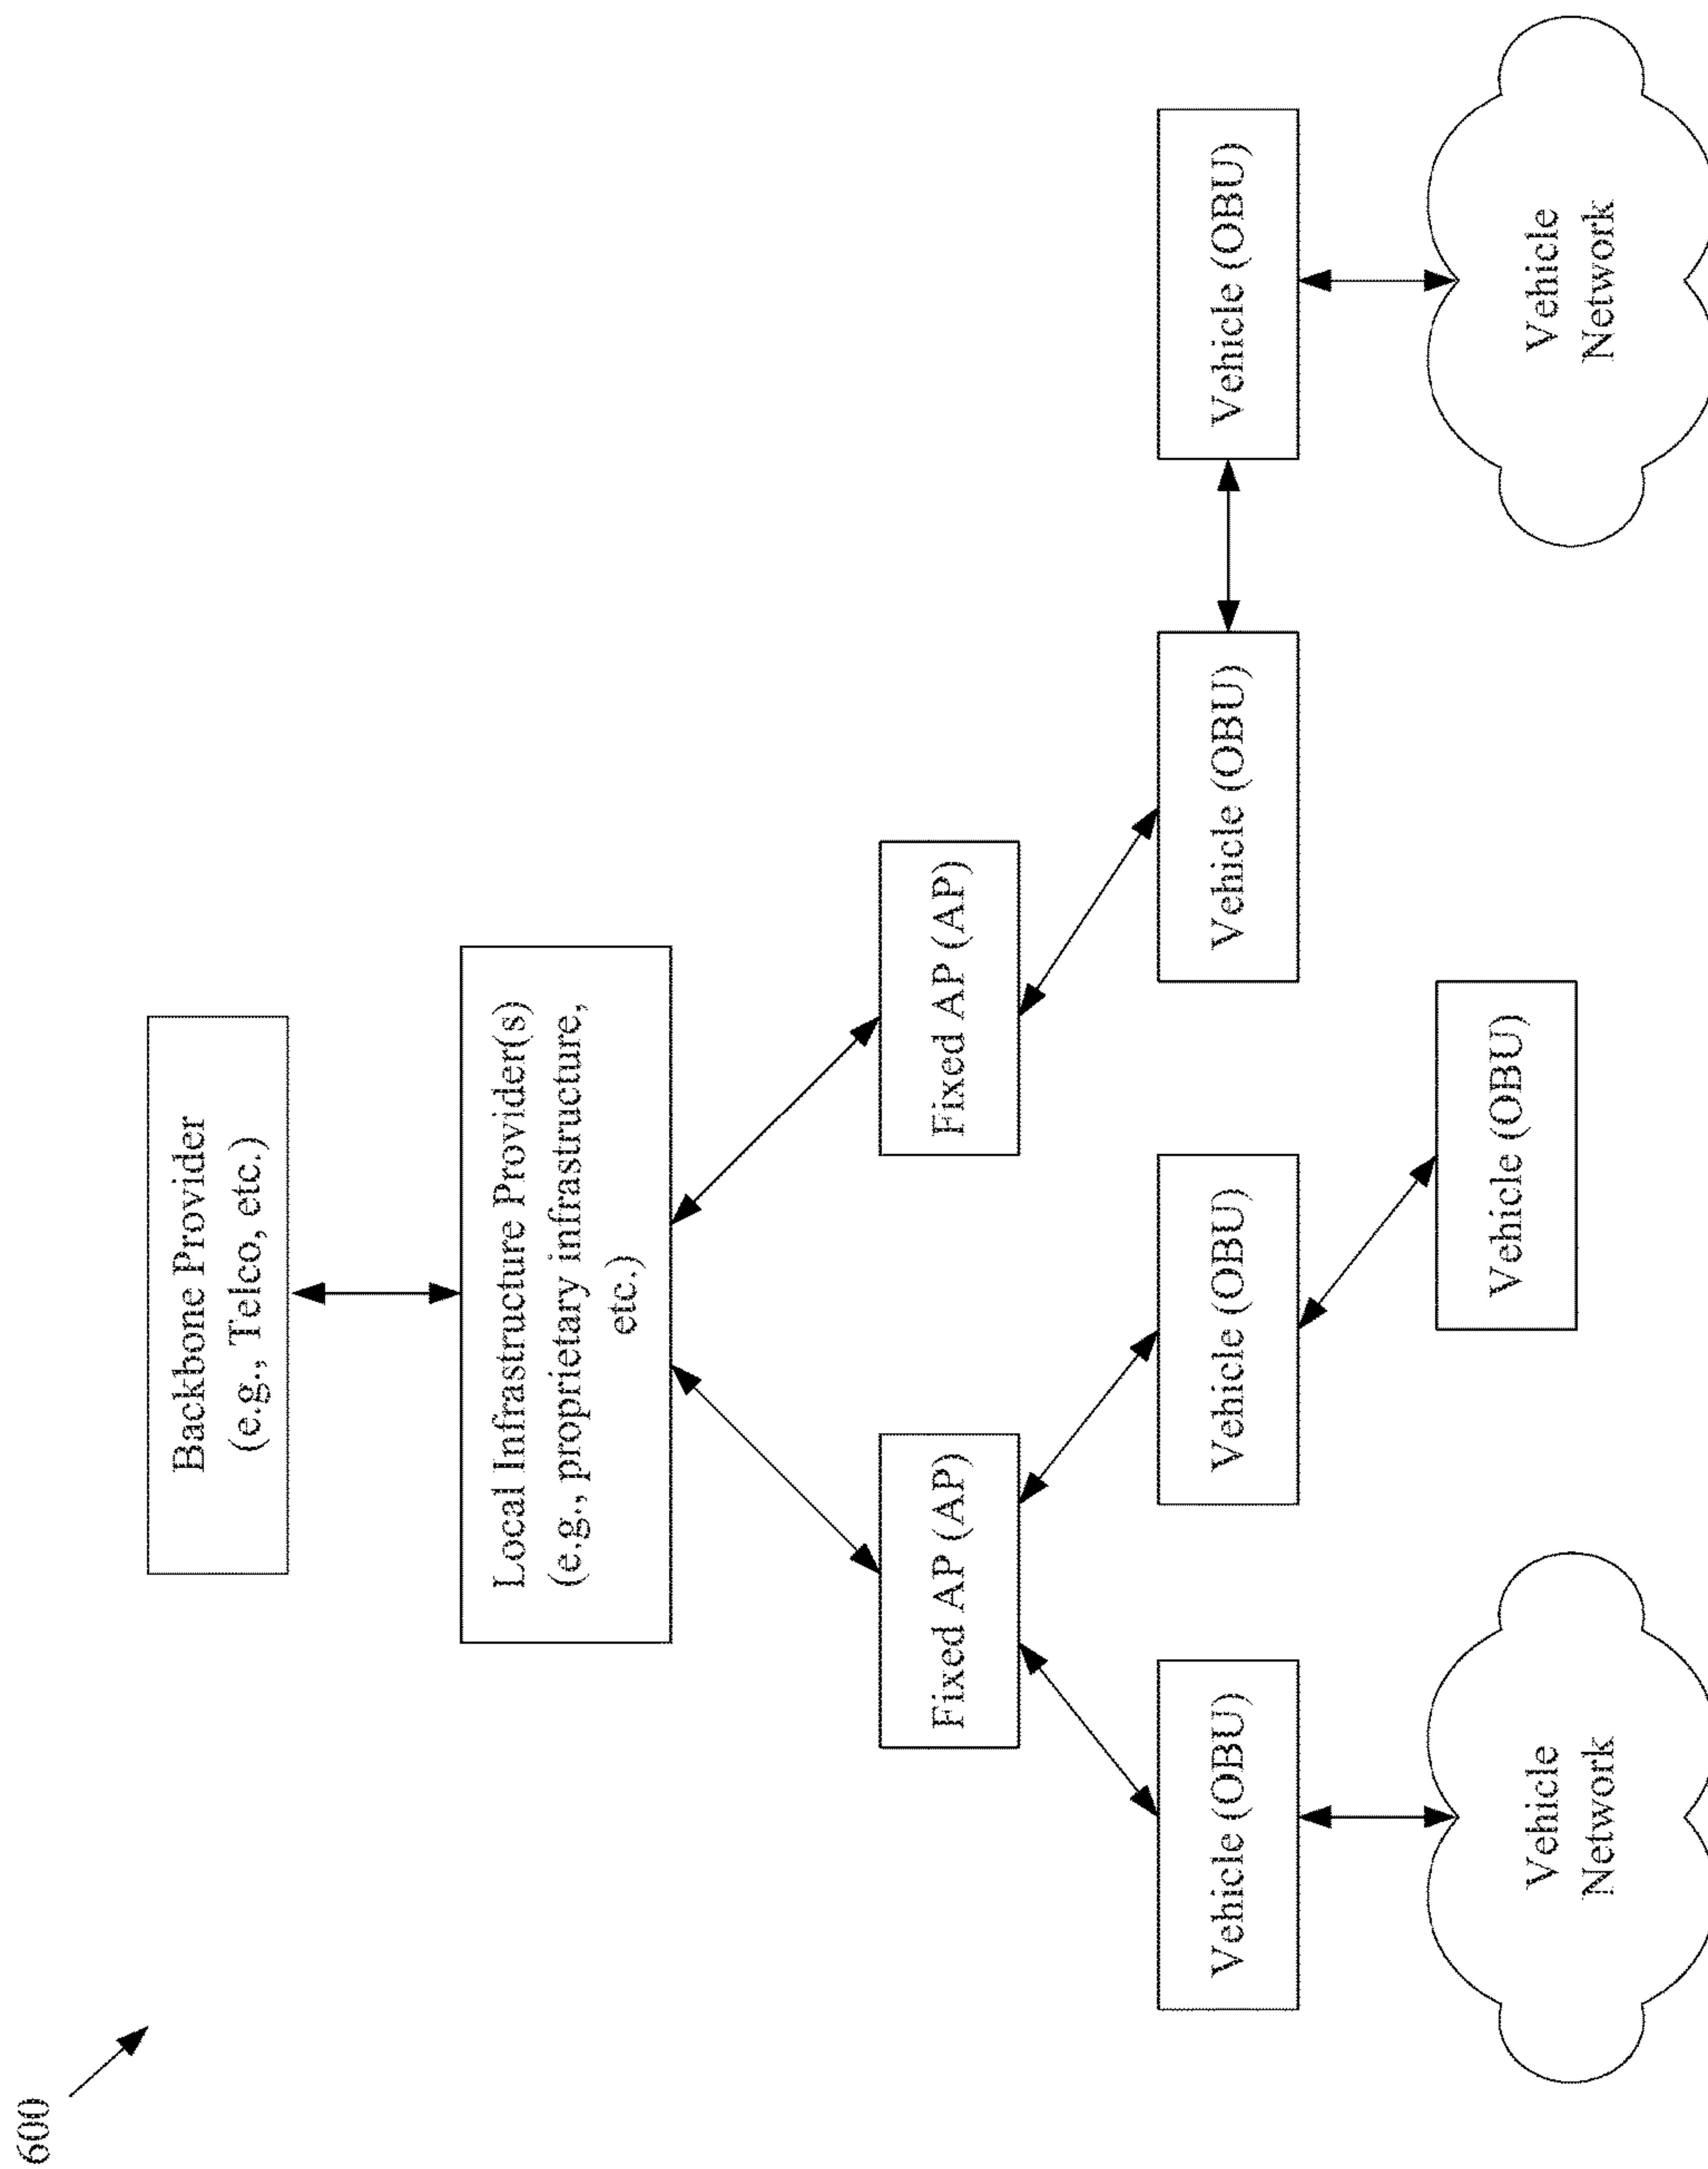 600
Backbone Provider
(e.g., Telco, etc.)
Local Infrastructure Provider(s)
(e.g., proprietary infrastructure,
etc.)
Fixed AP (AP)
Fixed AP (AP)
Vehicle (OBU)
Vehicle (OBU)
Vehicle (OBU)
Vehicle (OBU)
Vehicle
Network
Vehicle (OBU)
Vehicle
Network